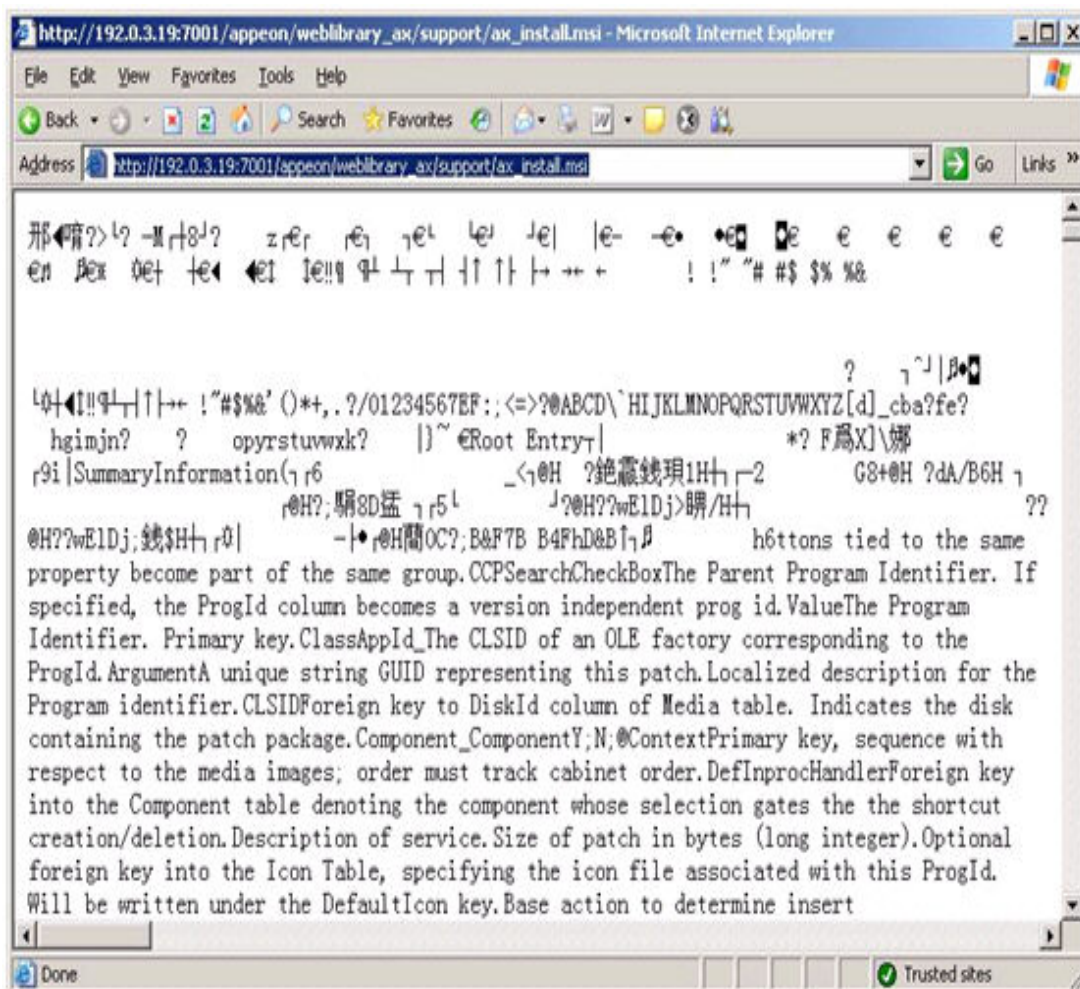 http://192.0.3.19:7001/appeon/weblibrary_ax/support/ax_install.msi - Microsoft Internet Explorer
File Edit View Favorites Tools Help
Back Search Favorites
Address http://192.0.3.19:7001/appeon/weblibrary_ax/support/ax_install.msi Go Links »
! !" "# #$ $% %&
!"#$%&'()*+,.?/01234567EF:;<=>?@ABCD\`HIJKLMNOPQRSTUVWXYZ[d]_cba?fe?
hgimjn? ? opyrstuvwxk? |}~ €Root Entry
SummaryInformation(
h6ttons tied to the same
property become part of the same group.CCPSearchCheckBoxThe Parent Program Identifier. If
specified, the ProgId column becomes a version independent prog id.ValueThe Program
Identifier. Primary key.ClassAppId_The CLSID of an OLE factory corresponding to the
ProgId.ArgumentA unique string GUID representing this patch.Localized description for the
Program identifier.CLSIDForeign key to DiskId column of Media table. Indicates the disk
containing the patch package.Component_ComponentY;N;@ContextPrimary key, sequence with
respect to the media images; order must track cabinet order.DefInprocHandlerForeign key
into the Component table denoting the component whose selection gates the the shortcut
creation/deletion.Description of service.Size of patch in bytes (long integer).Optional
foreign key into the Icon Table, specifying the icon file associated with this ProgId.
Will be written under the DefaultIcon key.Base action to determine insert
Done Trusted sites